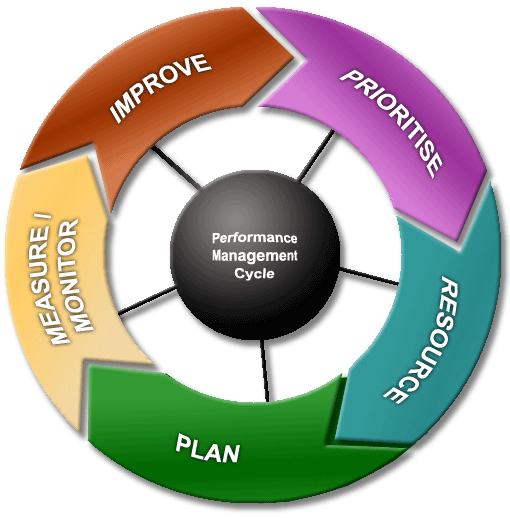 IMPROVE
PRIORITISE
RESOURCE
PLAN
MEASURE /
MONITOR
Performance
Management
Cycle